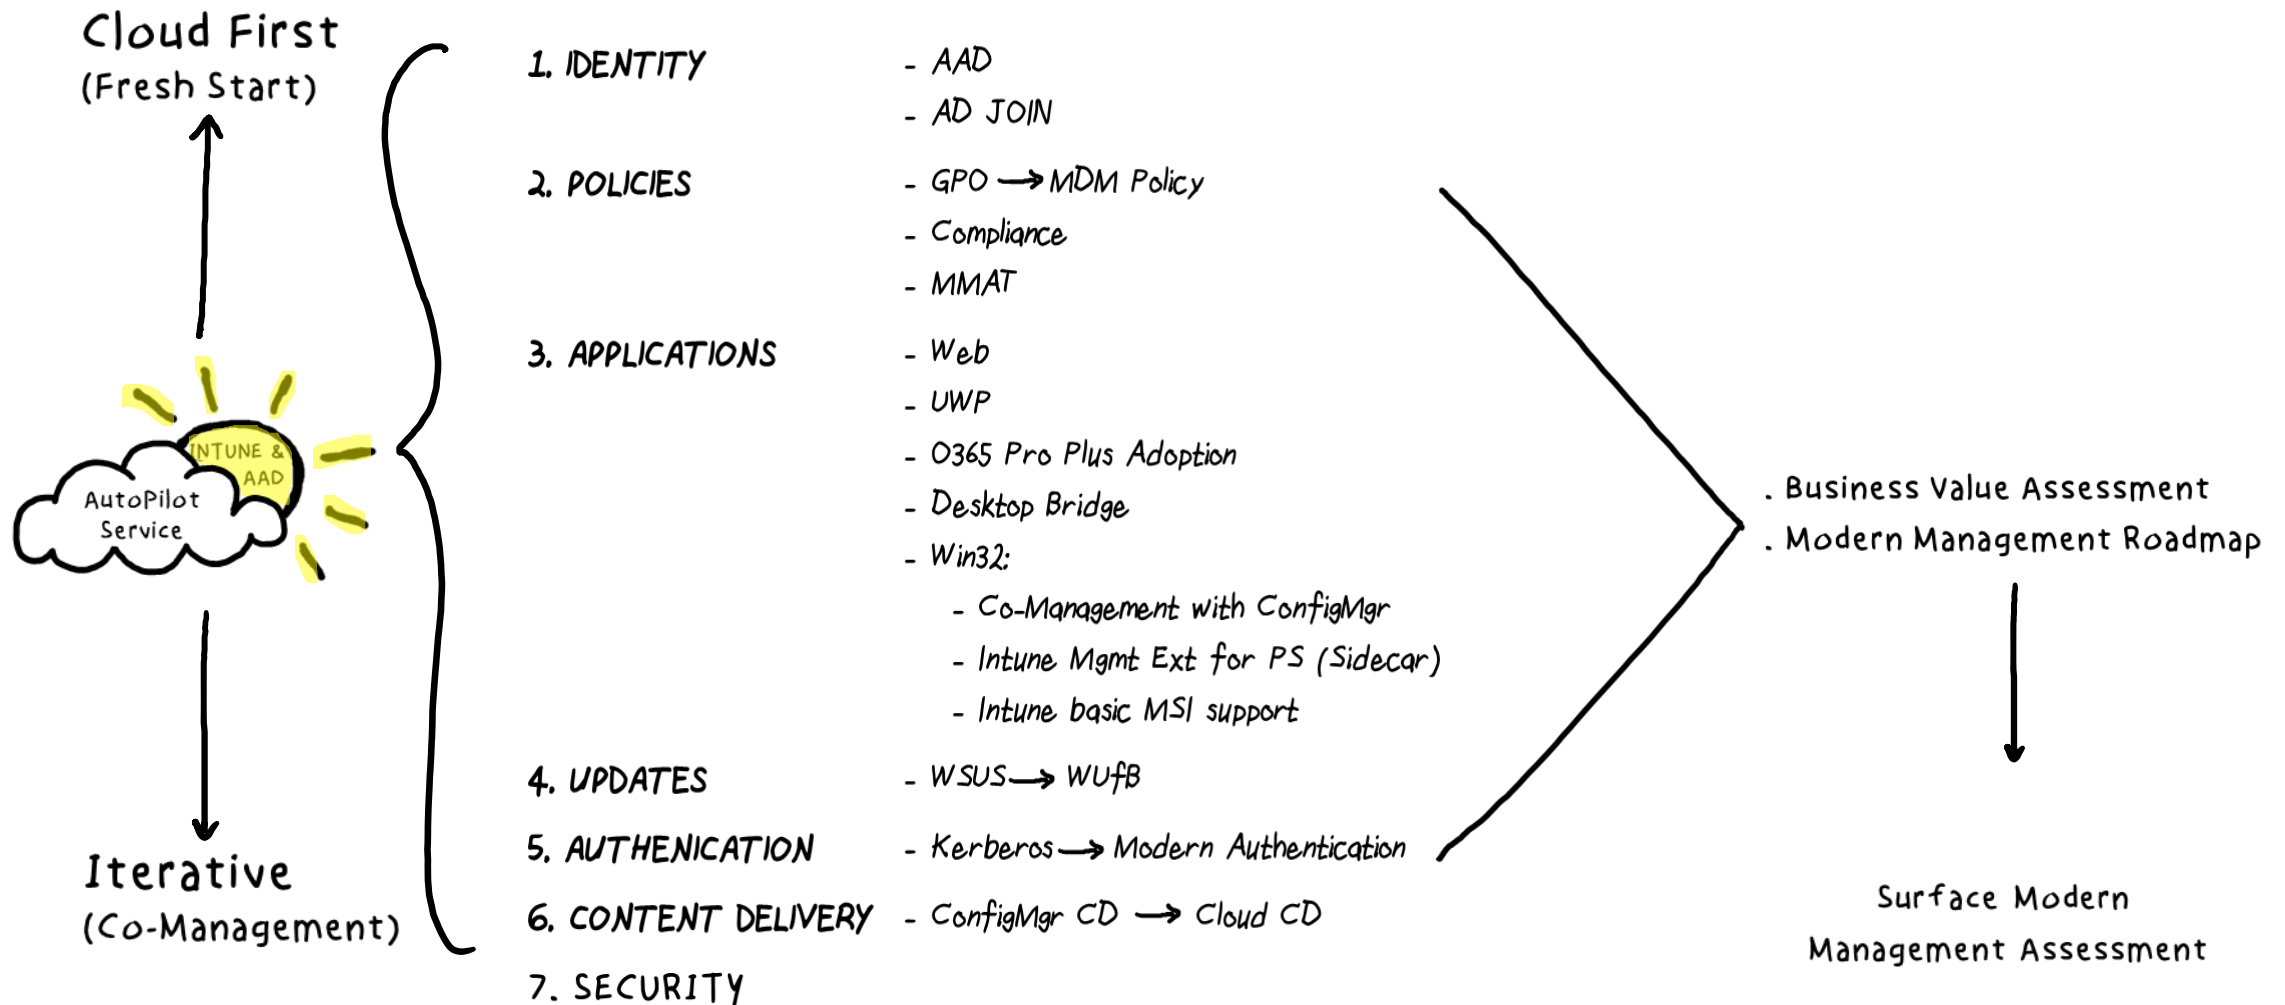 Cloud First
(Fresh Start)
INTUNE &
AAD
AutoPilot
Service
Iterative
(Co-Management)
1. IDENTITY
- AAD
- AD JOIN
2. POLICIES
- GPO → MDM Policy
- Compliance
- MMAT
3. APPLICATIONS
- Web
- UWP
- O365 Pro Plus Adoption
- Desktop Bridge
- Win32:
- Co-Management with ConfigMgr
- Intune Mgmt Ext for PS (Sidecar)
- Intune basic MSI support
4. UPDATES
- WSUS → WUfB
5. AUTHENICATION
- Kerberos → Modern Authentication
6. CONTENT DELIVERY
- ConfigMgr CD → Cloud CD
7. SECURITY
. Business Value Assessment
. Modern Management Roadmap
Surface Modern
Management Assessment